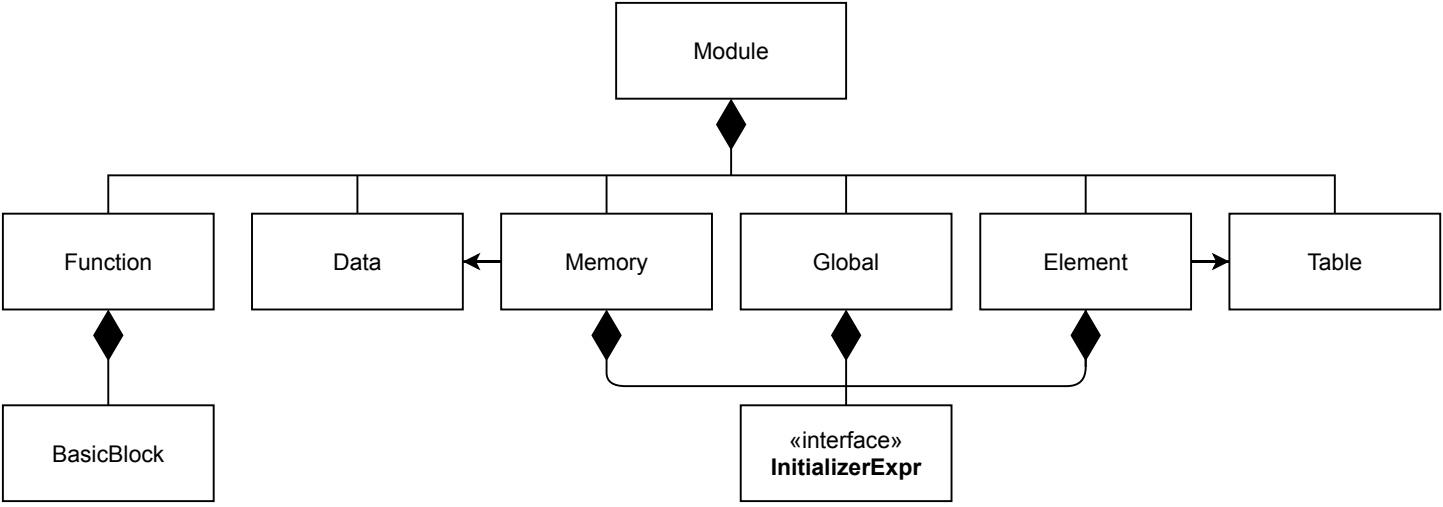 Module
Function
Data
Memory
Global
Element
Table
BasicBlock
«interface»
InitializerExpr